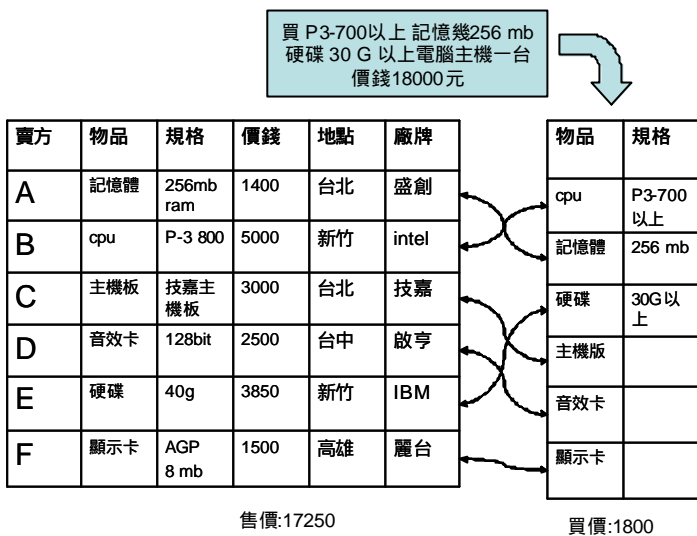 買 P3-700以上 記憶幾256 mb
硬碟 30 G 以上電腦主機一台
價錢18000元
賣方 物品 規格 價錢 地點 廠牌
A 記憶體 256mb ram 1400 台北 盛創
B cpu P-3 800 5000 新竹 intel
C 主機板 技嘉主機板 3000 台北 技嘉
D 音效卡 128bit 2500 台中 啟亨
E 硬碟 40g 3850 新竹 IBM
F 顯示卡 AGP 8 mb 1500 高雄 麗台
售價:17250
物品 規格
cpu P3-700以上
記憶體 256 mb
硬碟 30G以上
主機版
音效卡
顯示卡
買價:1800